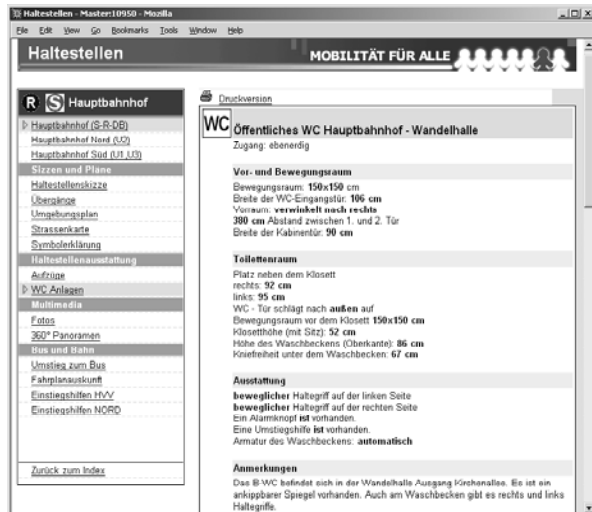 Haltestellen - Master:10950 - Mozilla
File Edit View Go Bookmarks Tools Window Help
Haltestellen
MOBILITÄT FÜR ALLE
R S Hauptbahnhof
Hauptbahnhof (S-R-DB)
Hauptbahnhof Nord (U2)
Hauptbahnhof Süd (U1,U3)
Sizzen und Pläne
Haltestellenskizze
Übergänge
Umgebungsplan
Strassenkarte
Symbolerklärung
Haltestellenausstattung
Aufzüge
WC Anlagen
Multimedia
Fotos
360° Panoramen
Bus und Bahn
Umstieg zum Bus
Fahrplanauskunft
Einstiegshilfen HVV
Einstiegshilfen NORD
Zurück zum Index
Druckversion
WC Öffentliches WC Hauptbahnhof - Wandelhalle
Zugang: ebenerdig
Vor- und Bewegungsraum
Bewegungsraum: 150x150 cm
Breite der WC-Eingangstür: 106 cm
Vorraum: verwinkelt nach rechts
380 cm Abstand zwischen 1. und 2. Tür
Breite der Kabinentür: 90 cm
Toilettenraum
Platz neben dem Klosett
rechts: 92 cm
links: 95 cm
WC - Tür schlägt nach außen auf
Bewegungsraum vor dem Klosett 150x150 cm
Klosetthöhe (mit Sitz): 52 cm
Höhe des Waschbeckens (Oberkante): 86 cm
Kniefreiheit unter dem Waschbecken: 67 cm
Ausstattung
beweglicher Haltegriff auf der linken Seite
beweglicher Haltegriff auf der rechten Seite
Ein Alarmknopf ist vorhanden.
Eine Umstiegshilfe ist vorhanden.
Armatur des Waschbeckens: automatisch
Anmerkungen
Das B-WC befindet sich in der Wandelhalle Ausgang Kirchenallee. Es ist ein
ankippbarer Spiegel vorhanden. Auch am Waschbecken gibt es rechts und links
Haltegriffe.